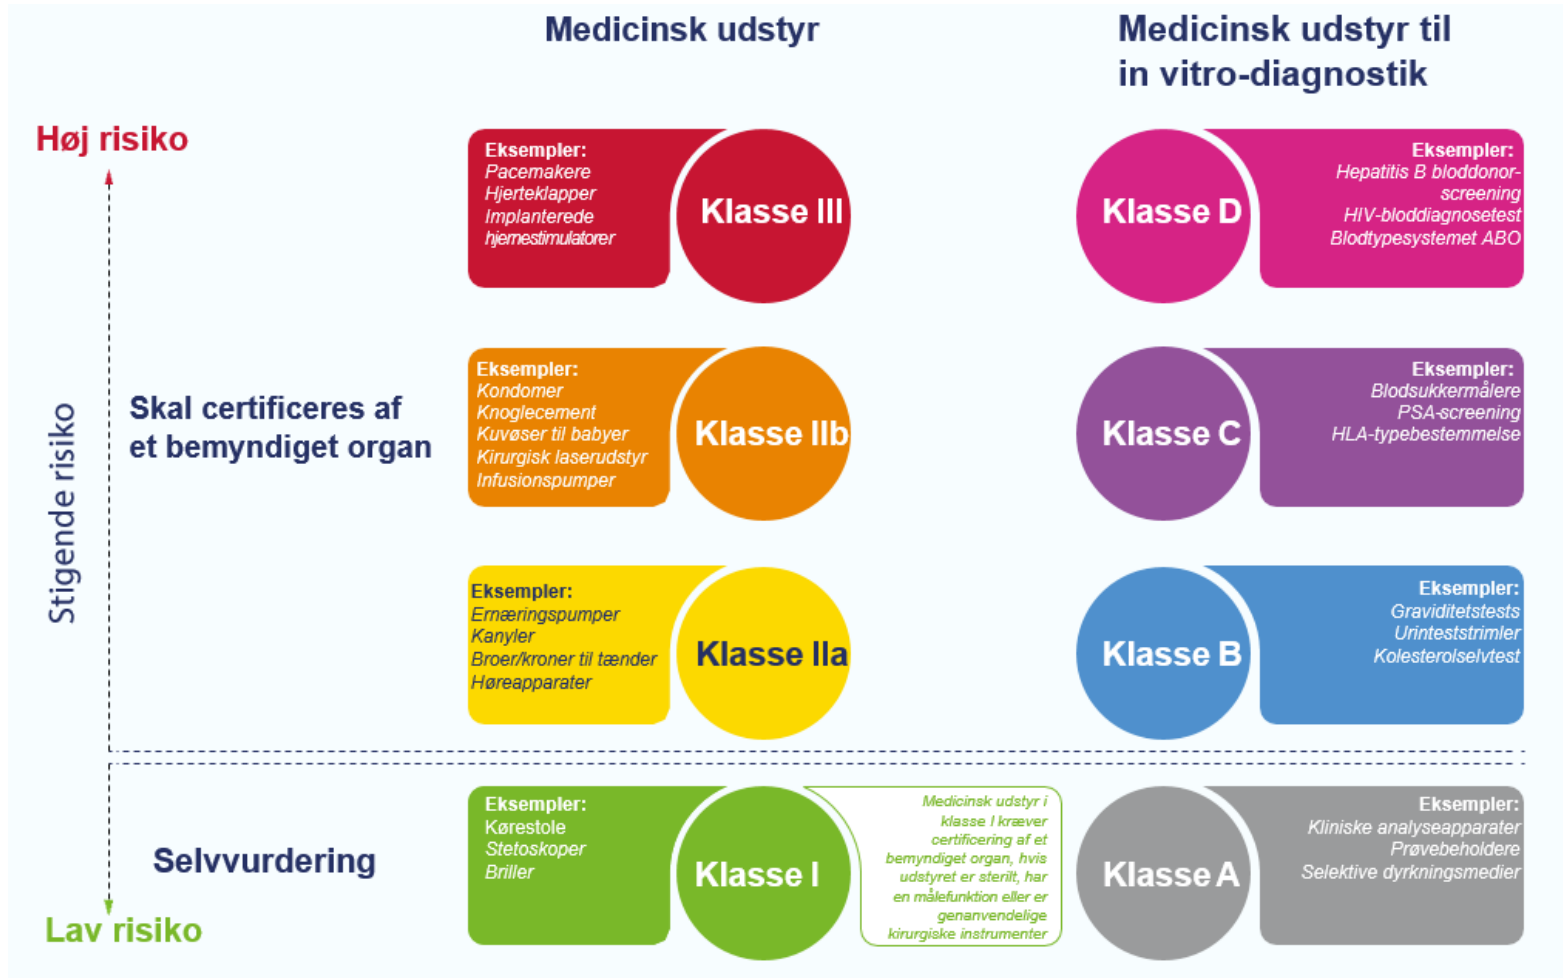 Medicinsk udstyr
Medicinsk udstyr til
in vitro-diagnostik
Høj risiko
Stigende risiko
Skal certificeres af
et bemyndiget organ
Eksempler:
Pacemakere
Hjerteklapper
Implanterede
hjernestimulatorer
Klasse III
Klasse D
Eksempler:
Hepatitis B bloddonor-
screening
HIV-bloddiagnosetest
Blodtypesystemet ABO
Eksempler:
Kondomer
Knoglecement
Kuvøser til babyer
Kirurgisk laserudstyr
Infusionspumper
Klasse IIb
Klasse C
Eksempler:
Blodsukkermålere
PSA-screening
HLA-typebestemmelse
Eksempler:
Ernæringspumper
Kanyler
Broer/kroner til tænder
Høreapparater
Klasse IIa
Klasse B
Eksempler:
Graviditetstests
Urinteststrimler
Kolesterolselvtest
Selvvurdering
Lav risiko
Eksempler:
Kørestole
Stetoskoper
Briller
Klasse I
Medicinsk udstyr i
klasse I kræver
certificering af et
bemyndiget organ, hvis
udstyret er sterilt, har
en målefunktion eller er
genanvendelige
kirurgiske instrumenter
Klasse A
Eksempler:
Kliniske analyseapparater
Prøvebeholdere
Selektive dyrkningsmedier